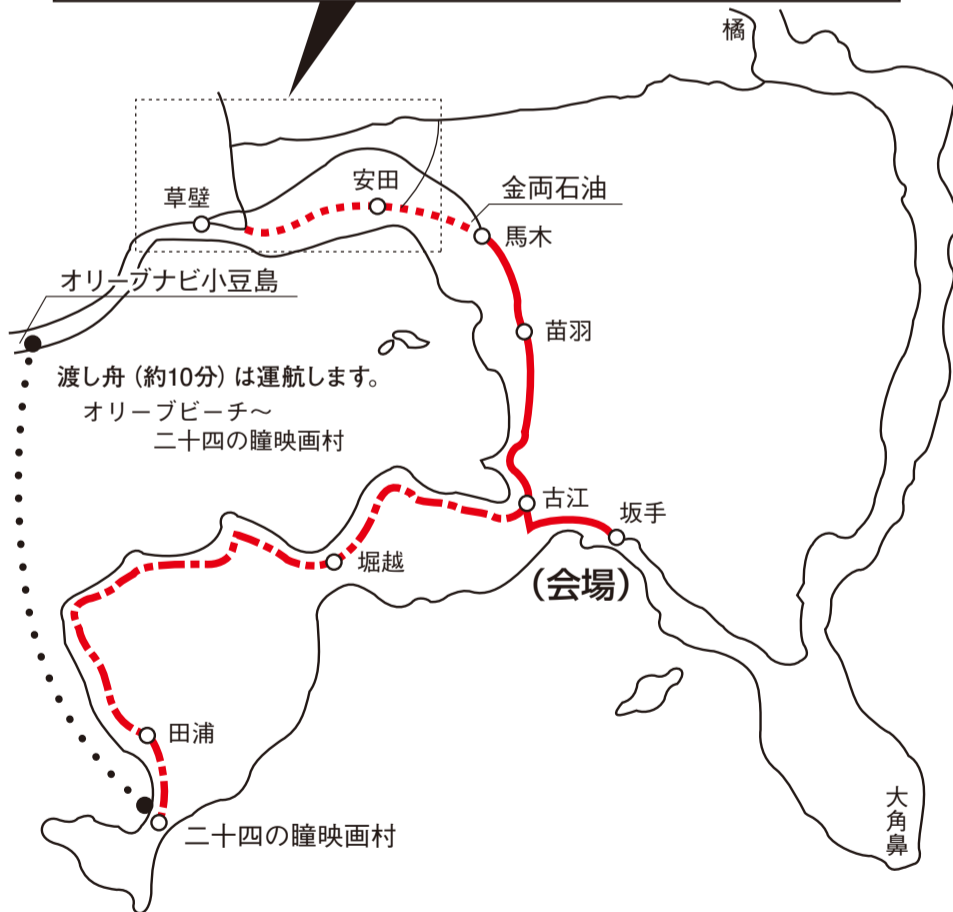 橘
安田
草壁
金両石油
馬木
オリーブナビ小豆島
苗羽
渡し舟（約10分）は運航します。
オリーブビーチ～
二十四の瞳映画村
古江
坂手
堀越
（会場）
田浦
大角鼻
二十四の瞳映画村